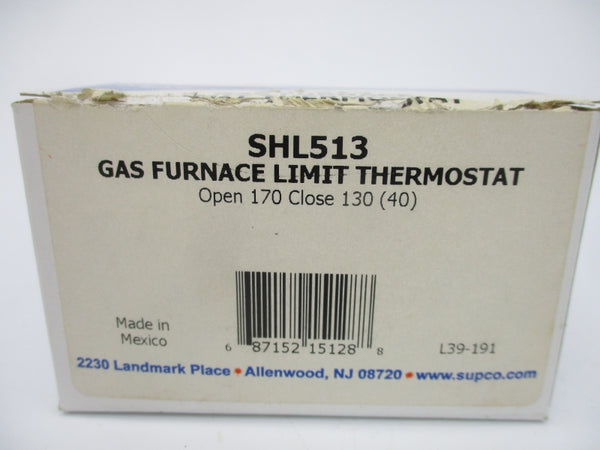 SHL513
GAS FURNACE LIMIT THERMOSTAT
Open 170 Close 130 (40)
Made in
Mexico
6 87152 15128 8
L39-191
2230 Landmark Place • Allenwood, NJ 08720 • www.supco.com